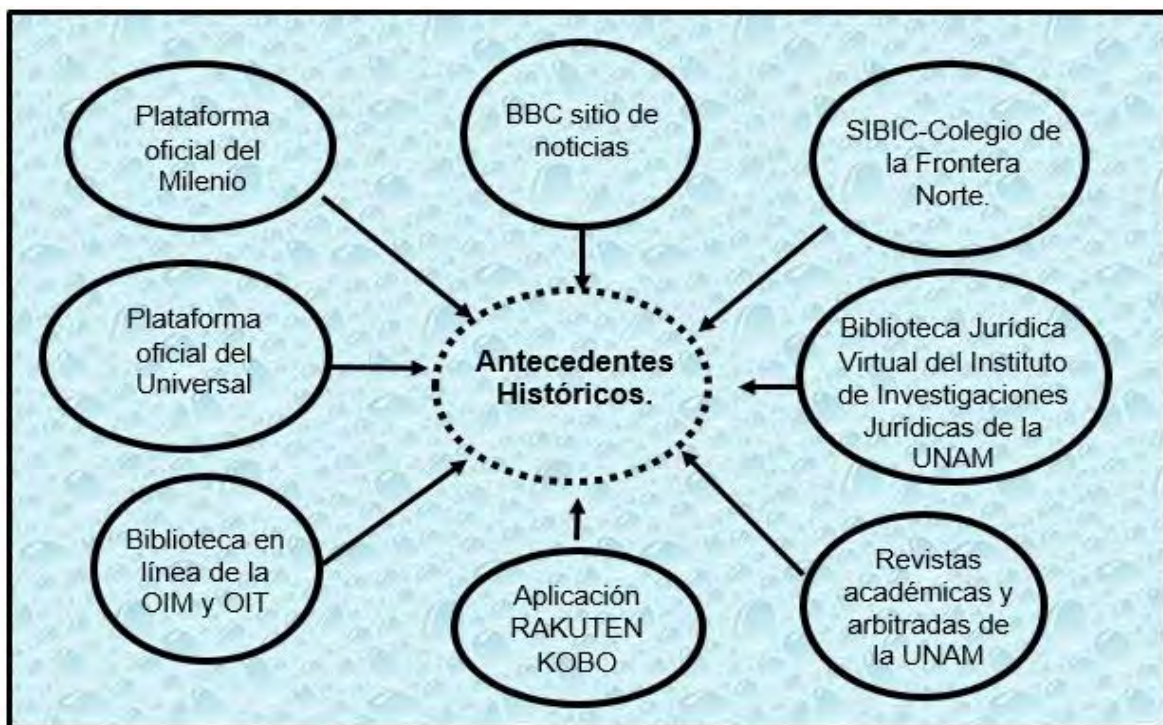 Plataforma
oficial del
Milenio
BBC sitio de
noticias
SIBIC-Colegio de
la Frontera
Norte.
Plataforma
oficial del
Universal
Antecedentes
Históricos.
Biblioteca Jurídica
Virtual del Instituto
de Investigaciones
Jurídicas de la
UNAM
Biblioteca en
línea de la
OIM y OIT
Aplicación
RAKUTEN
KOBO
Revistas
académicas y
arbitradas de
la UNAM